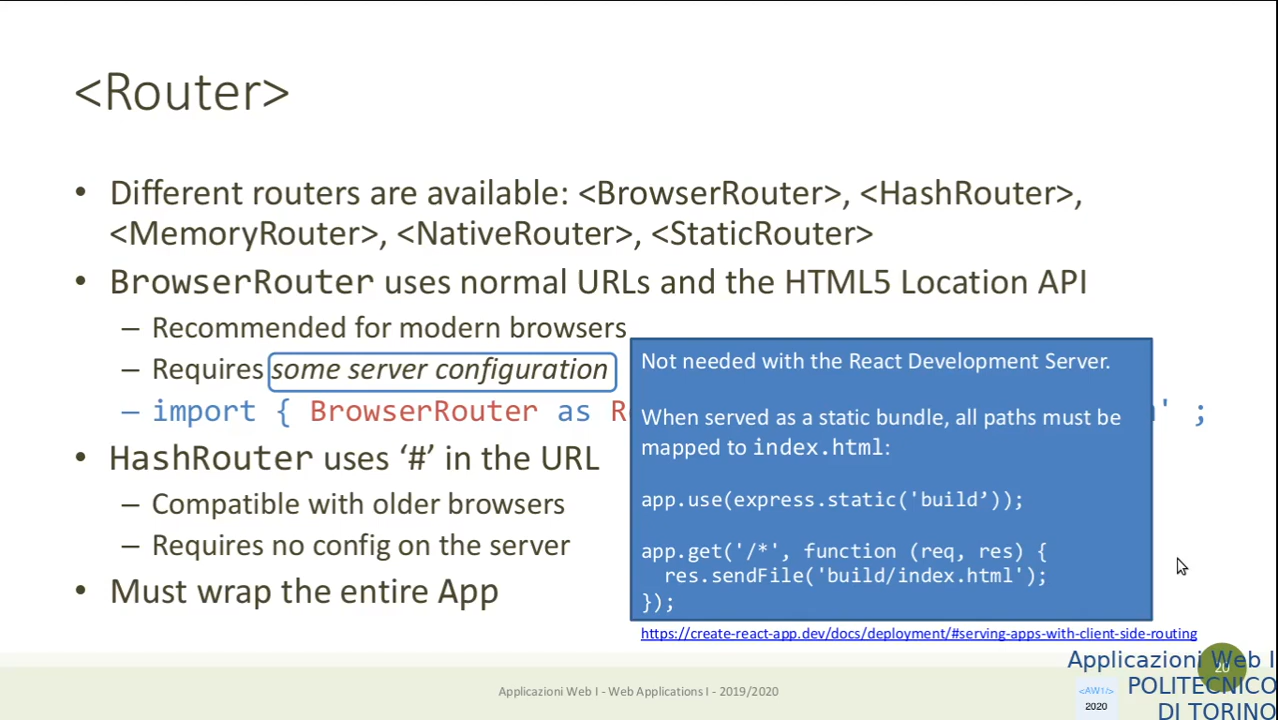 <Router>
• Different routers are available: <BrowserRouter>, <HashRouter>,
<MemoryRouter>, <NativeRouter>, <StaticRouter>
• BrowserRouter uses normal URLs and the HTML5 Location API
– Recommended for modern browsers
– Requires some server configuration
– import { BrowserRouter as R ' ;
• HashRouter uses ‘#’ in the URL
– Compatible with older browsers
– Requires no config on the server
• Must wrap the entire App
Not needed with the React Development Server.
When served as a static bundle, all paths must be
mapped to index.html:
app.use(express.static('build’));
app.get('/*', function (req, res) {
res.sendFile('build/index.html');
});
https://create-react-app.dev/docs/deployment/#serving-apps-with-client-side-routing
Applicazioni Web I - Web Applications I - 2019/2020
<AW1/>
2020
Applicazioni Web I
POLITECNICO
DI TORINO